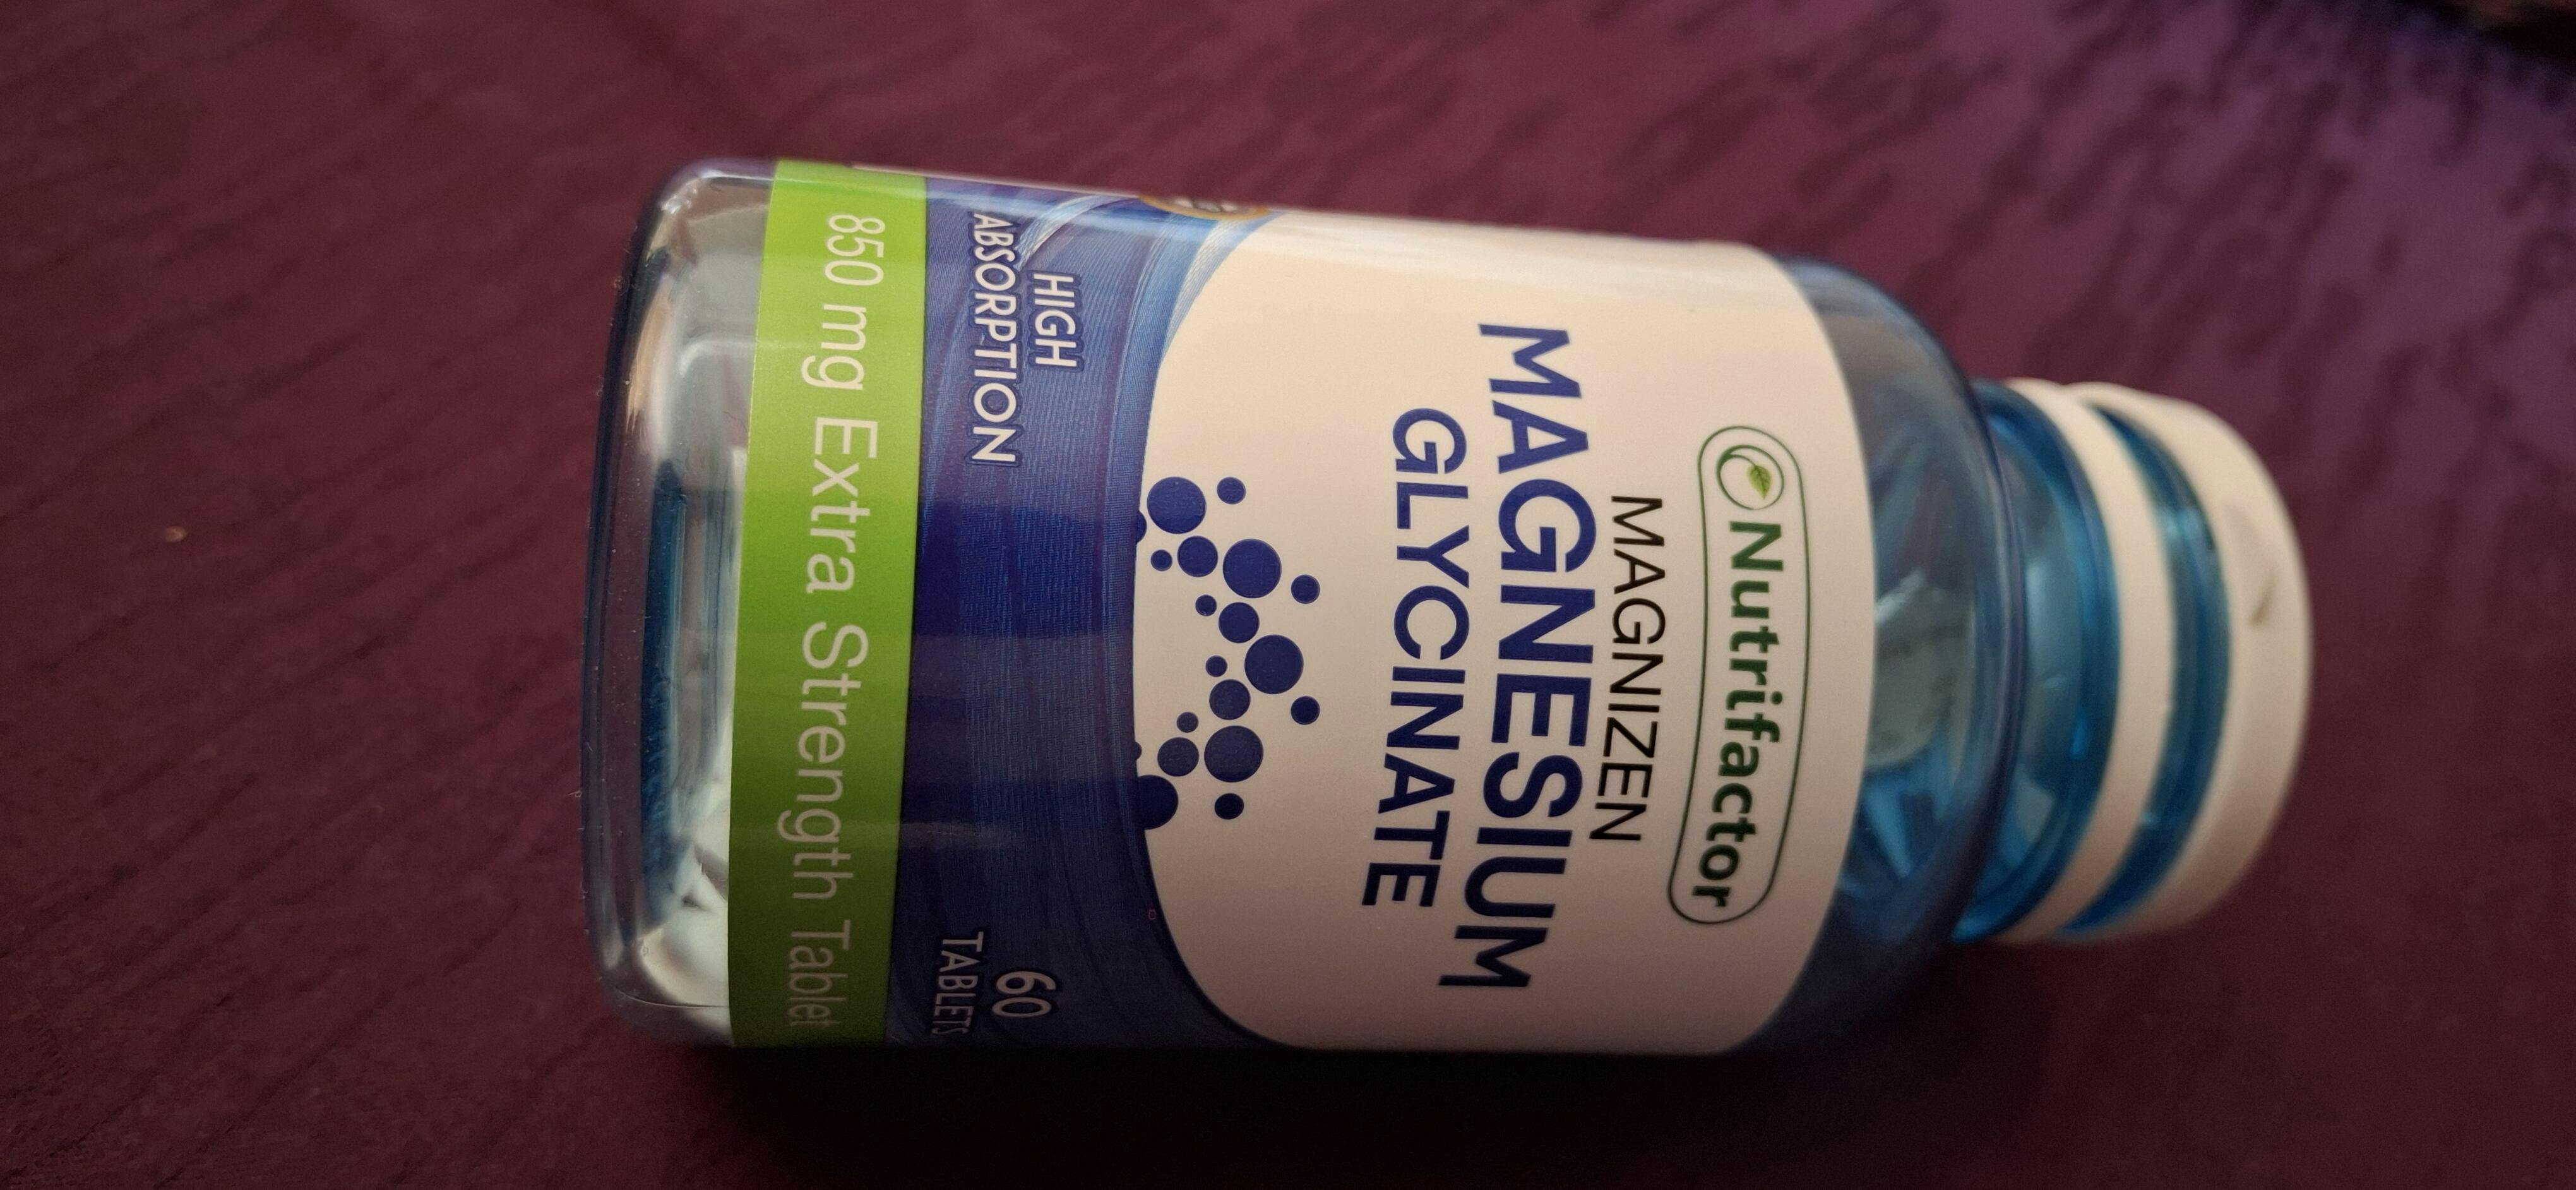 Nutrifactor
MAGNIZEN
MAGNESIUM
GLYCINATE
HIGH
ABSORPTION
60
TABLETS
850 mg Extra Strength Tablet